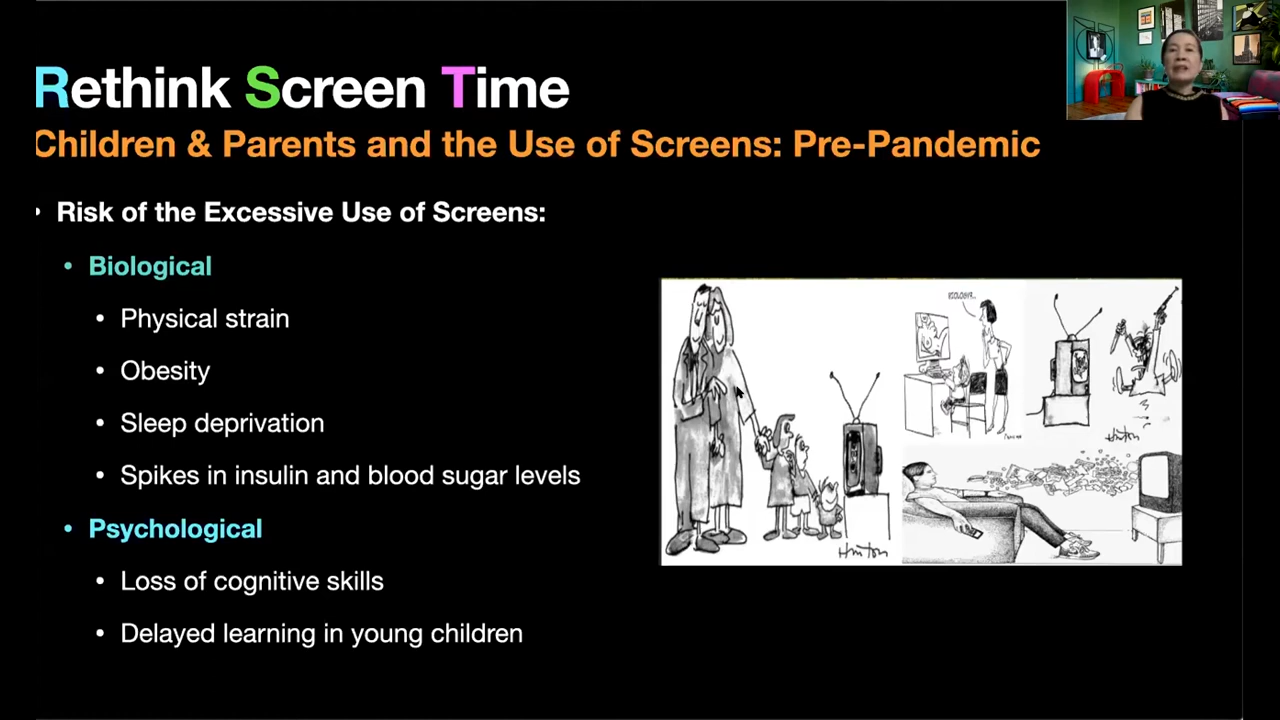 Rethink Screen Time
Children & Parents and the Use of Screens: Pre-Pandemic
• Risk of the Excessive Use of Screens:
• Biological
• Physical strain
• Obesity
• Sleep deprivation
• Spikes in insulin and blood sugar levels
• Psychological
• Loss of cognitive skills
• Delayed learning in young children
Hinton
Hinton